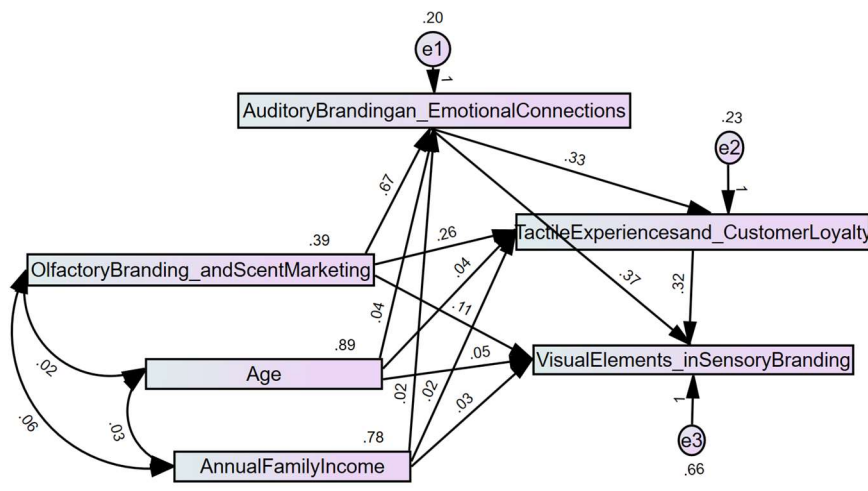 .20
e1
1
AuditoryBrandingan_EmotionalConnections
.23
e2
1
.33
.67
.26
TactileExperiencesand_CustomerLoyalty
.39
OlfactoryBranding_andScentMarketing
.04
.37
.32
.04
.11
.02
.89
Age
.05
VisualElements_inSensoryBranding
.02
.02
.03
.06
.03
.78
AnnualFamilyIncome
1
e3
.66